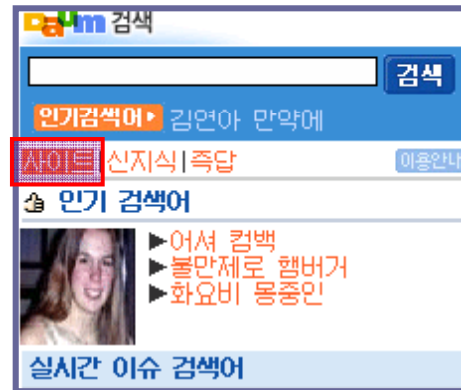 Daum 검색
검색
인기검색어▶ 김연아 만약에
사이트|신지식|즉답 이용안내
인기 검색어
▶어셔 컴백
▶불만제로 햄버거
▶화요비 몽중인
실시간 이슈 검색어